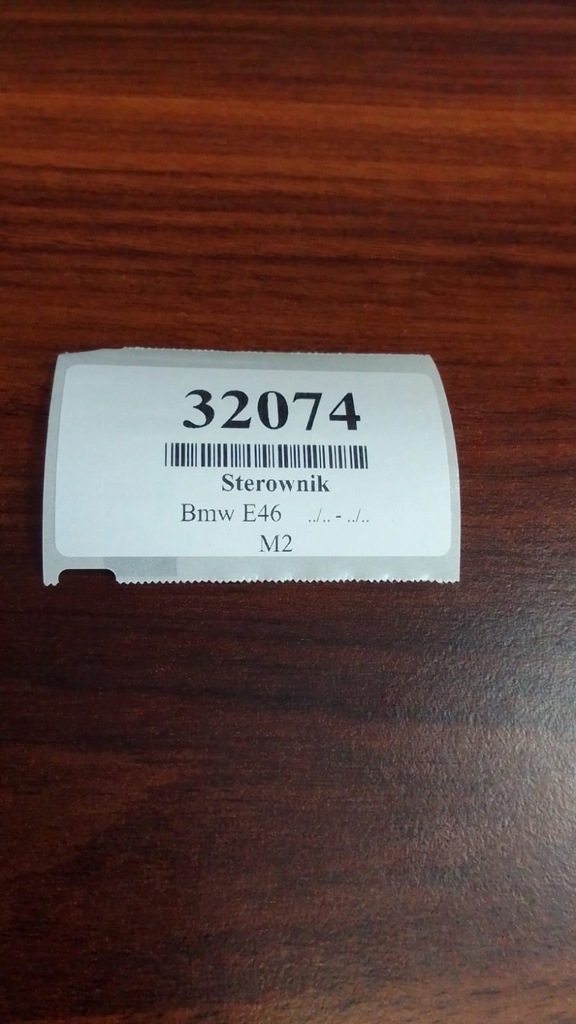 32074
Sterownik
Bmw E46 ../.. - ../..
M2